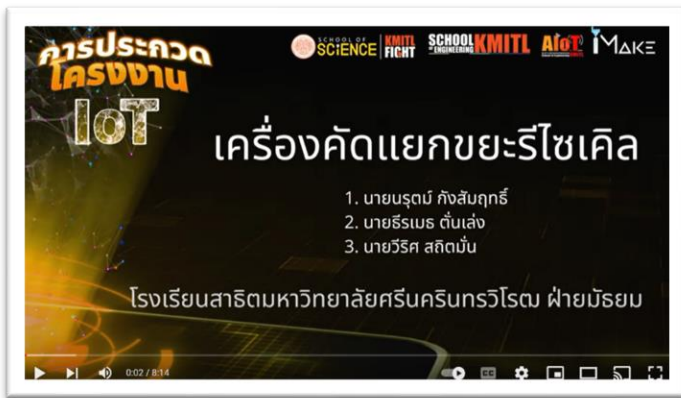 การประกวด
โครงงาน
IoT
SCHOOL OF
SCiENCE
KMITL
FIGHT
SCHOOL
ENGINEERING
KMITL
AIoT
iMAKE
เครื่องคัดแยกขยะรีไซเคิล
1. นายนรุตม์ กังสัมฤทธิ์
2. นายธีรเมธ ตั่นเล่ง
3. นายวีริศ สถิตมั่น
โรงเรียนสาธิตมหาวิทยาลัยศรีนครินทรวิโรฒ ฝ่ายมัธยม
0:02 / 8:14
CC